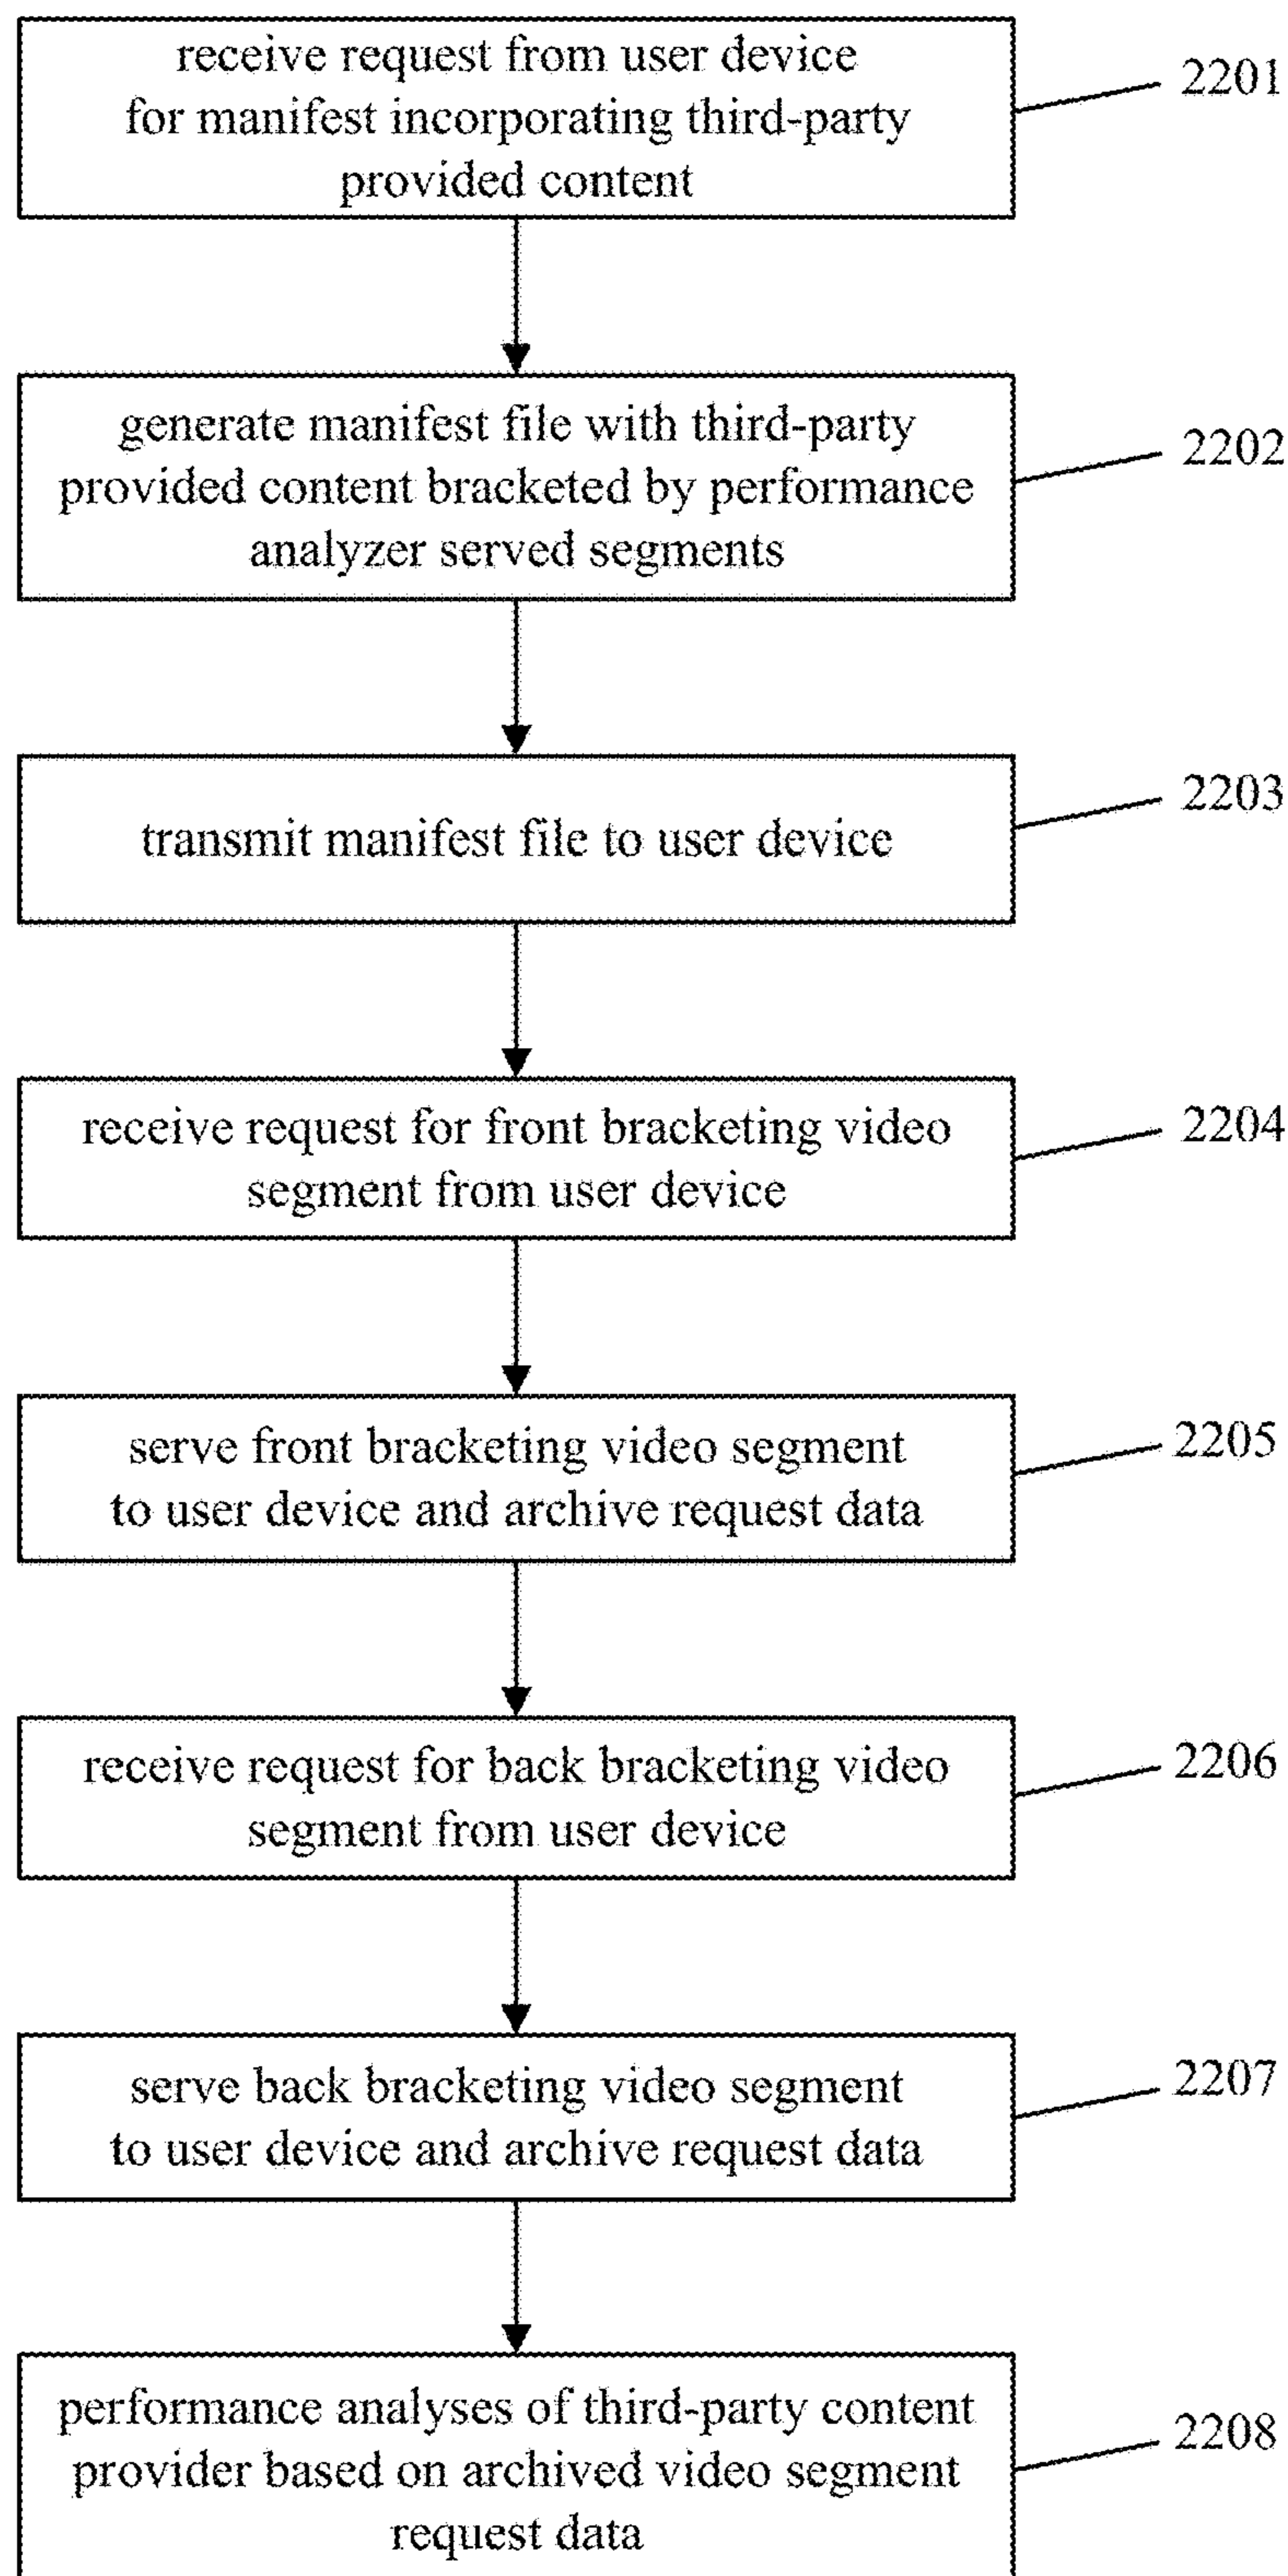 receive request from user device
for manifest incorporating third-party
provided content
2201
generate manifest file with third-party
provided content bracketed by performance
analyzer served segments
2202
transmit manifest file to user device
2203
receive request for front bracketing video
segment from user device
2204
serve front bracketing video segment
to user device and archive request data
2205
receive request for back bracketing video
segment from user device
2206
serve back bracketing video segment
to user device and archive request data
2207
performance analyses of third-party content
provider based on archived video segment
request data
2208